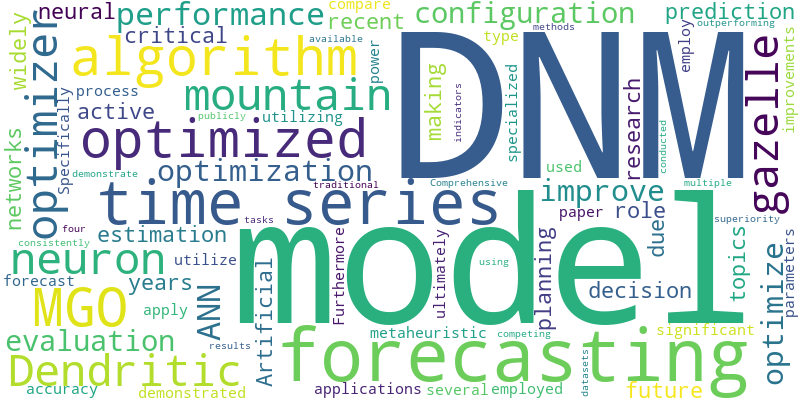 neural
performance
compare
recent
configuration
methods
prediction
outperforming
widely
optimizer
critical
algorithm
available
power
type
DNM
employ
improvements
process
mountain
making
indicators
specialized
research
gazelle
Specifically
active
publicly
utilizing
optimized
conducted
networks
demonstrate
optimization
used
traditional
Comprehensive
multiple
time series
improve
four
tasks
paper
role
due
superiority
consistently
estimation
model
topics
neuron
utilize
Furthermore
ultimately
planning
optimize
parameters
forecast
years
ANN
Artificial
using
decision
MGO
apply
evaluation
results
metaheuristic
competing
significant
forecasting
Dendritic
datasets
accuracy
demonstrated
applications
several
employed
future